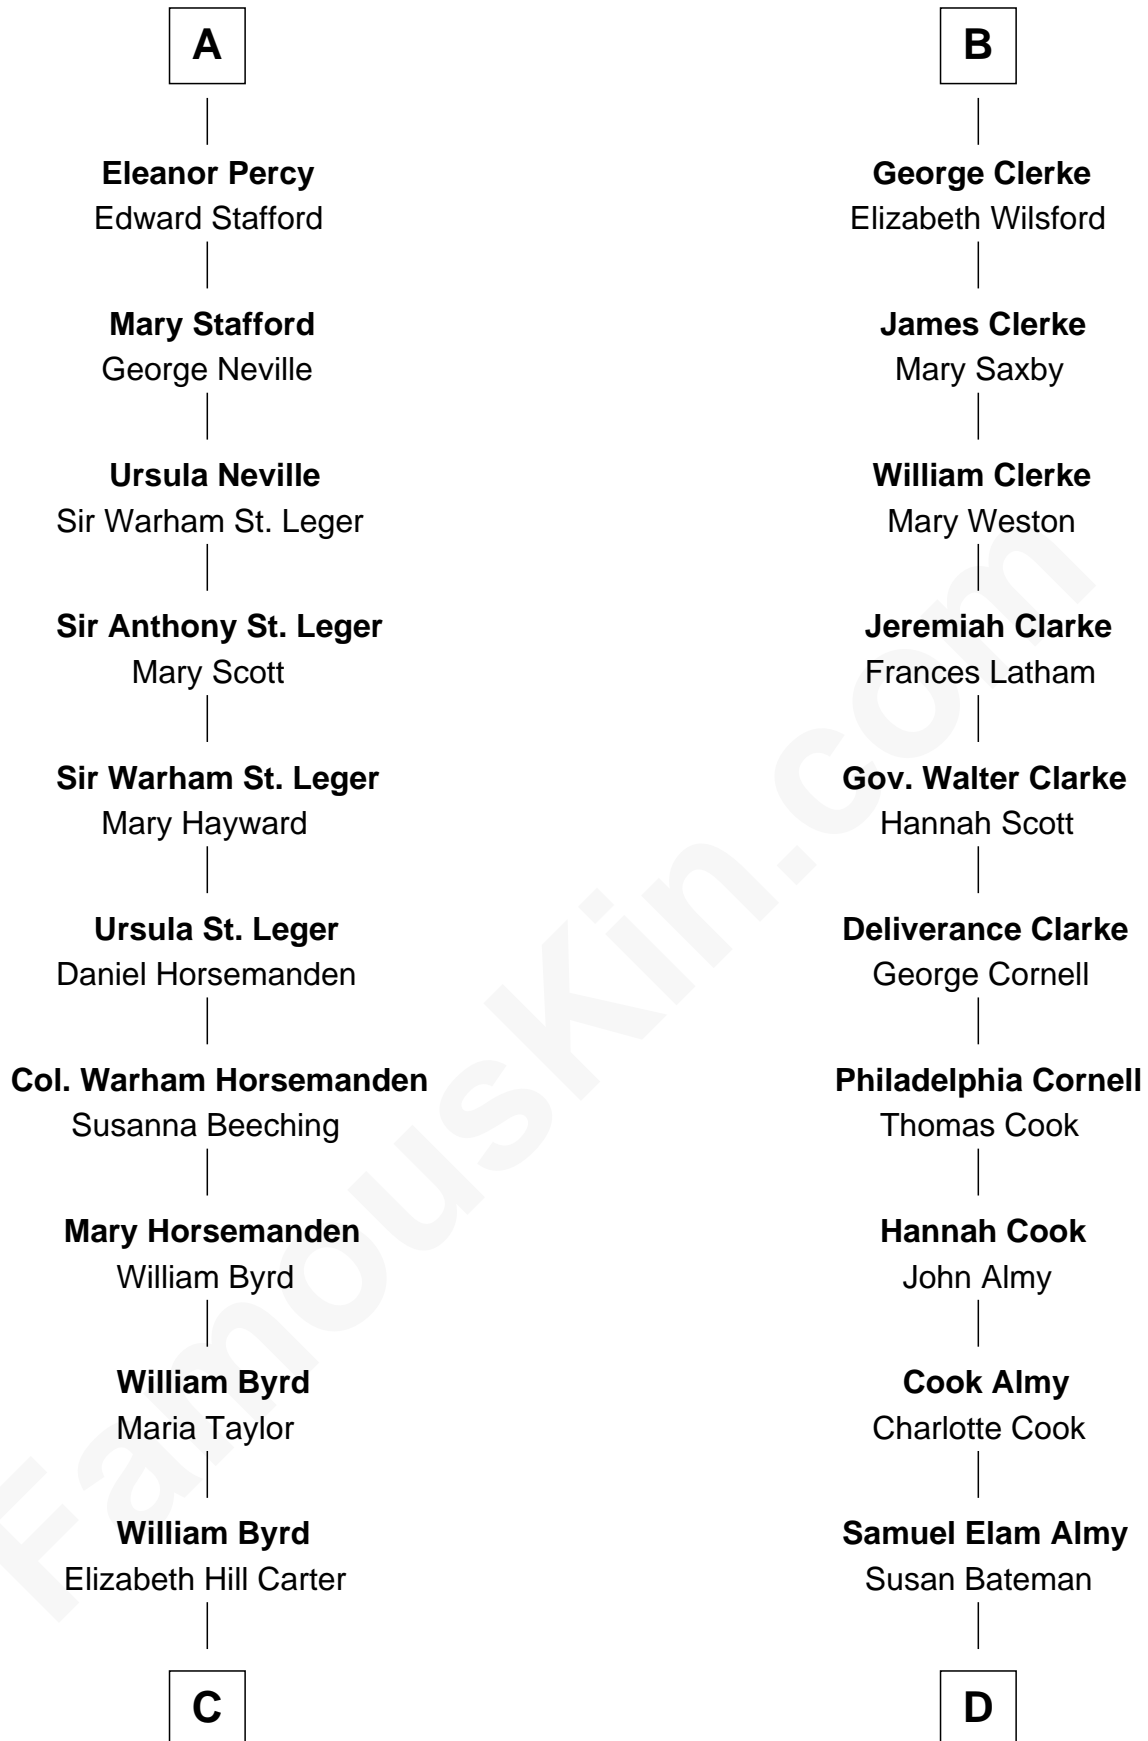 A
Eleanor Percy
Edward Stafford
Mary Stafford
George Neville
Ursula Neville
Sir Warham St. Leger
Sir Anthony St. Leger
Mary Scott
Sir Warham St. Leger
Mary Hayward
Ursula St. Leger
Daniel Horsemanden
Col. Warham Horsemanden
Susanna Beeching
Mary Horsemanden
William Byrd
William Byrd
Maria Taylor
William Byrd
Elizabeth Hill Carter
C
B
George Clerke
Elizabeth Wilsford
James Clerke
Mary Saxby
William Clerke
Mary Weston
Jeremiah Clarke
Frances Latham
Gov. Walter Clarke
Hannah Scott
Deliverance Clarke
George Cornell
Philadelphia Cornell
Thomas Cook
Hannah Cook
John Almy
Cook Almy
Charlotte Cook
Samuel Elam Almy
Susan Bateman
D
FamousKin.com